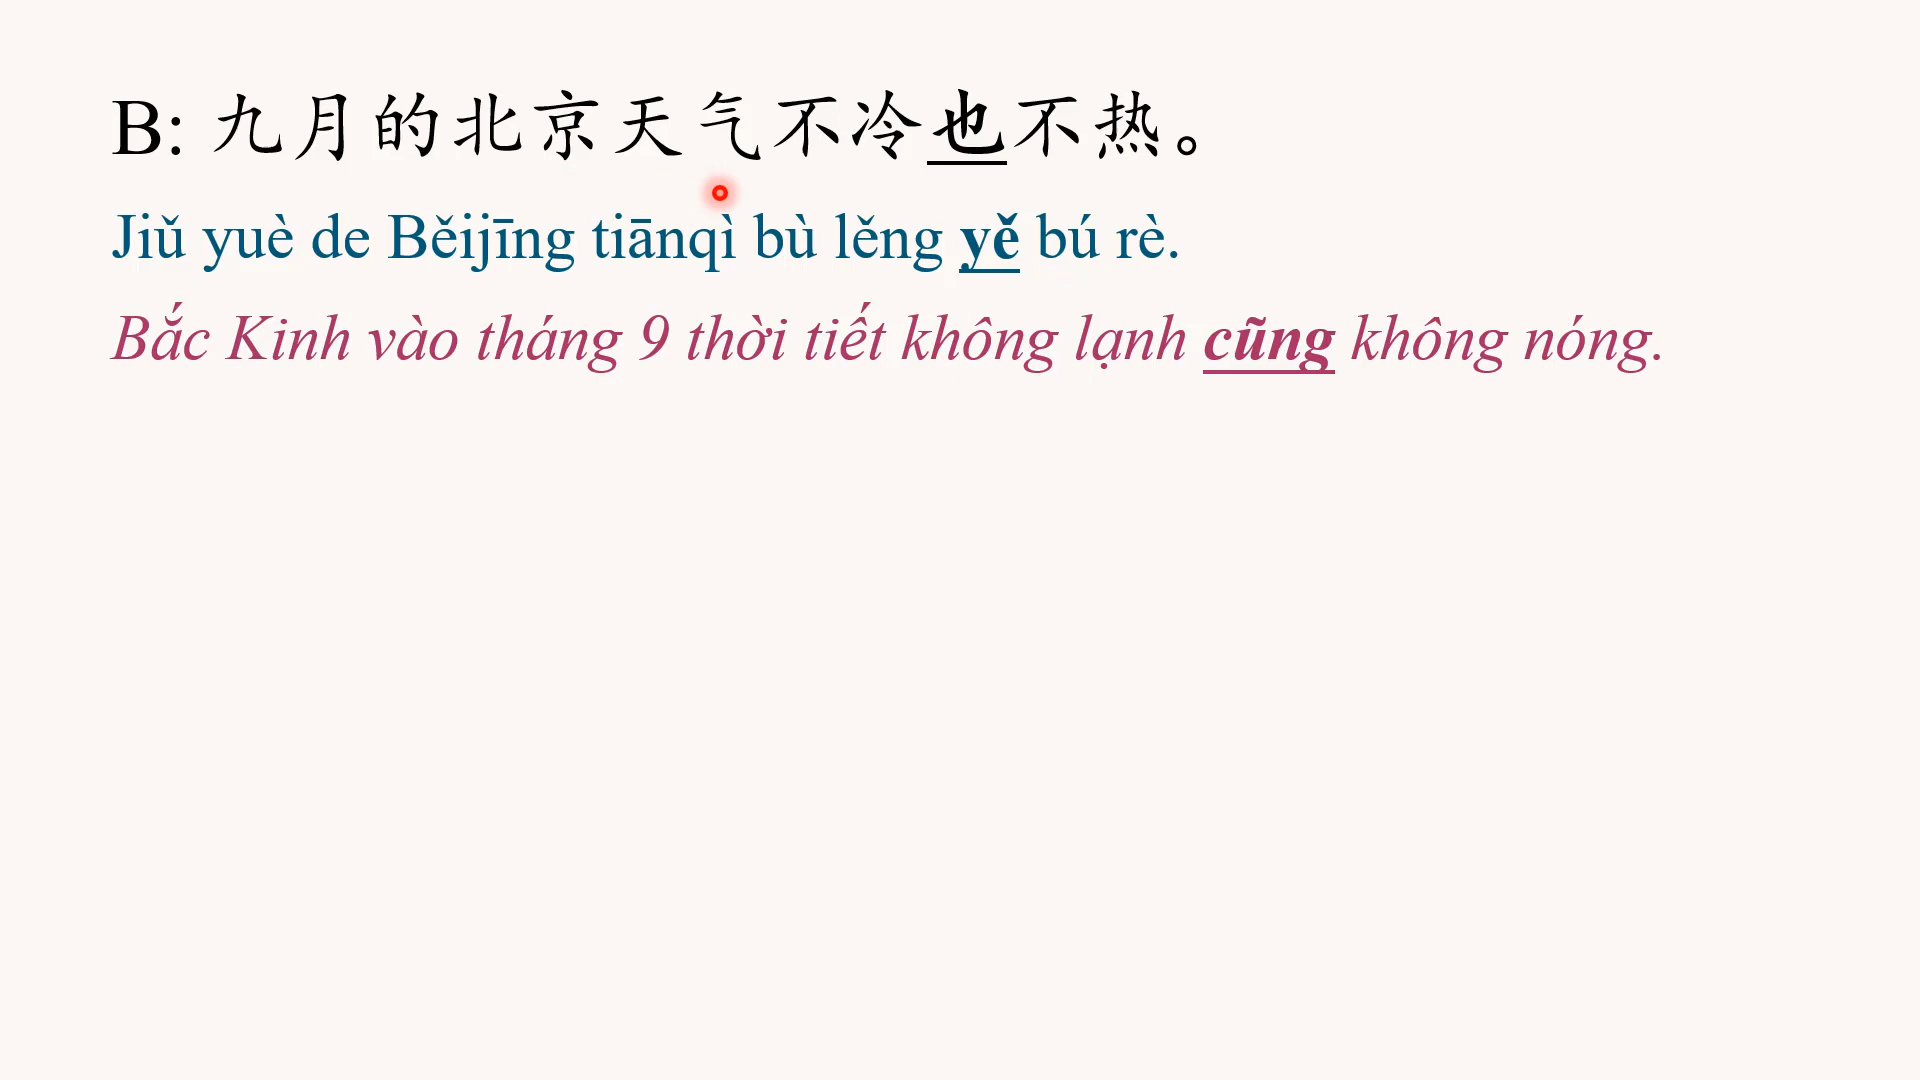 B: 九月的北京天气不冷也不热。
Jiǔ yuè de Běijīng tiānqì bù lěng yě bú rè.
Bắc Kinh vào tháng 9 thời tiết không lạnh cũng không nóng.